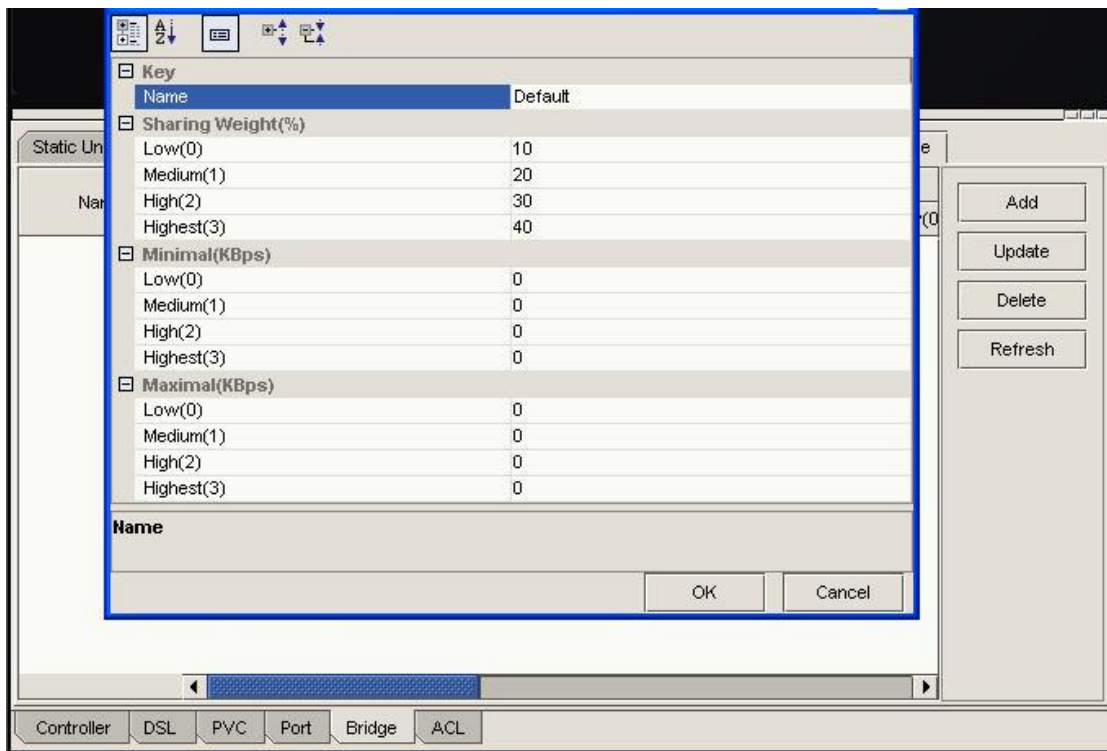 Key
Name Default
Sharing Weight(%)
Low(0) 10
Medium(1) 20
High(2) 30
Highest(3) 40
Minimal(KBps)
Low(0) 0
Medium(1) 0
High(2) 0
Highest(3) 0
Maximal(KBps)
Low(0) 0
Medium(1) 0
High(2) 0
Highest(3) 0
Name
OK Cancel
Static Un
e
Nar
(0
Add
Update
Delete
Refresh
Controller DSL PVC Port Bridge ACL